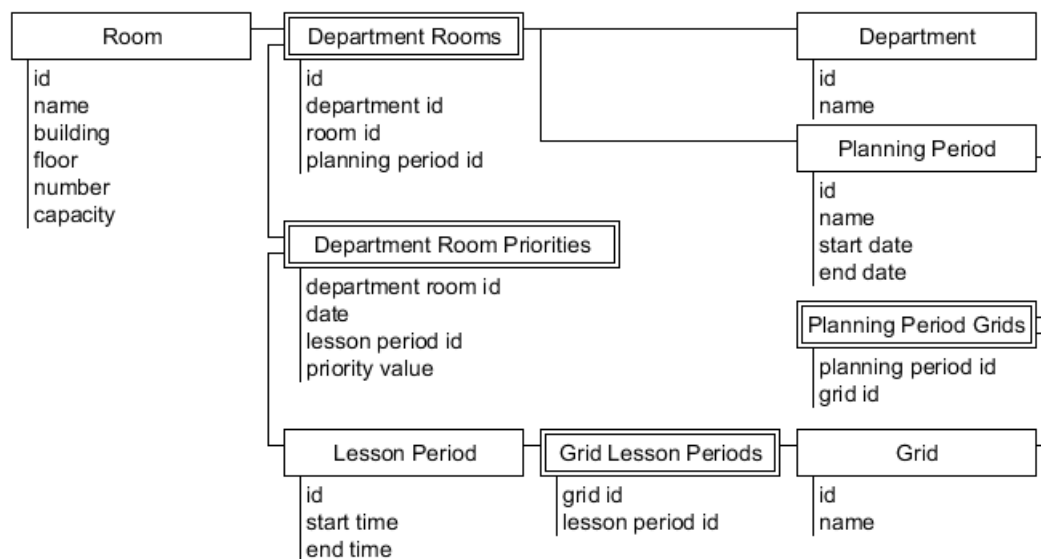 Room
id
name
building
floor
number
capacity
Department Rooms
id
department id
room id
planning period id
Department
id
name
Planning Period
id
name
start date
end date
Department Room Priorities
department room id
date
lesson period id
priority value
Planning Period Grids
planning period id
grid id
Lesson Period
id
start time
end time
Grid Lesson Periods
grid id
lesson period id
Grid
id
name